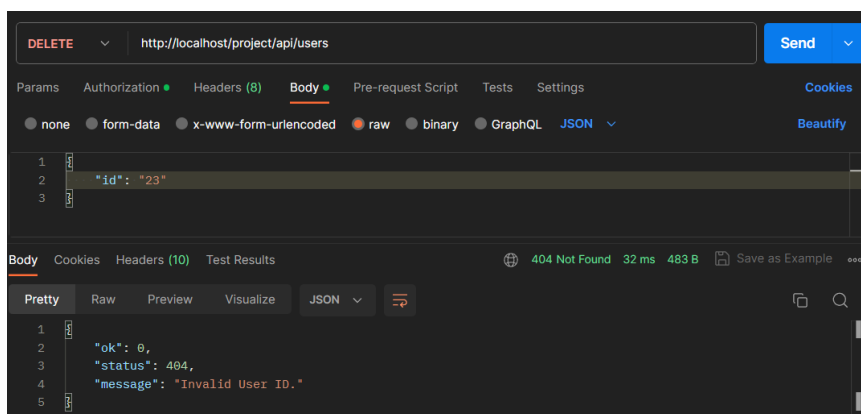 DELETE http://localhost/project/api/users Send
Params Authorization Headers (8) Body Pre-request Script Tests Settings Cookies
none form-data x-www-form-urlencoded raw binary GraphQL JSON Beautify
1 {
2 "id": "23"
3 }
Body Cookies Headers (10) Test Results 404 Not Found 32 ms 483 B Save as Example
Pretty Raw Preview Visualize JSON
1 {
2 "ok": 0,
3 "status": 404,
4 "message": "Invalid User ID."
5 }